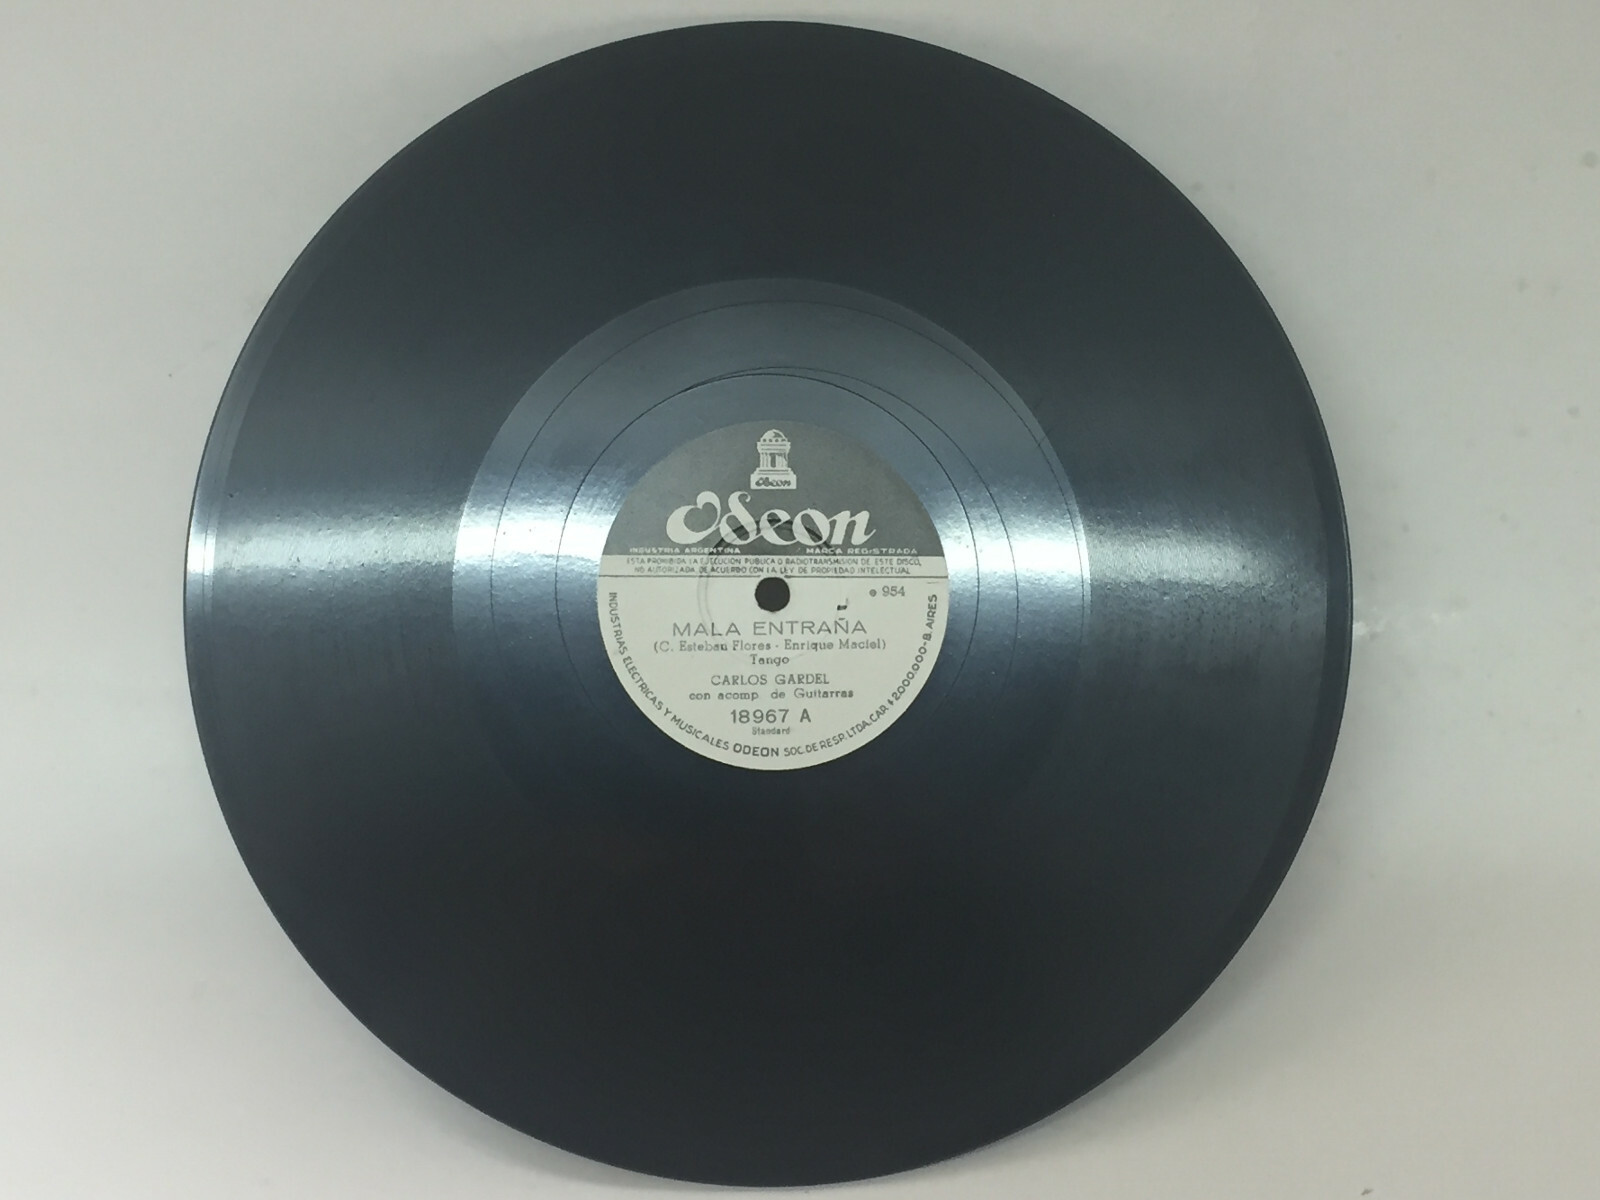 Odeon
Odeon
INDUSTRIA ARGENTINA MARCA REGISTRADA
ESTA PROHIBIDA LA EJECUCION PUBLICA O RADIOTRANSMISION DE ESTE DISCO,
NO AUTORIZADA DE ACUERDO CON LA LEY DE PROPIEDAD INTELECTUAL
e 954
MALA ENTRAÑA
(C. Esteban Flores - Enrique Maciel)
Tango
CARLOS GARDEL
con acomp. de Guitarras
18967 A
Standard
INDUSTRIAS ELECTRICAS Y MUSICALES ODEON SOC. DE RESP. LTDA. CAP. $2.000.000-B. AIRES